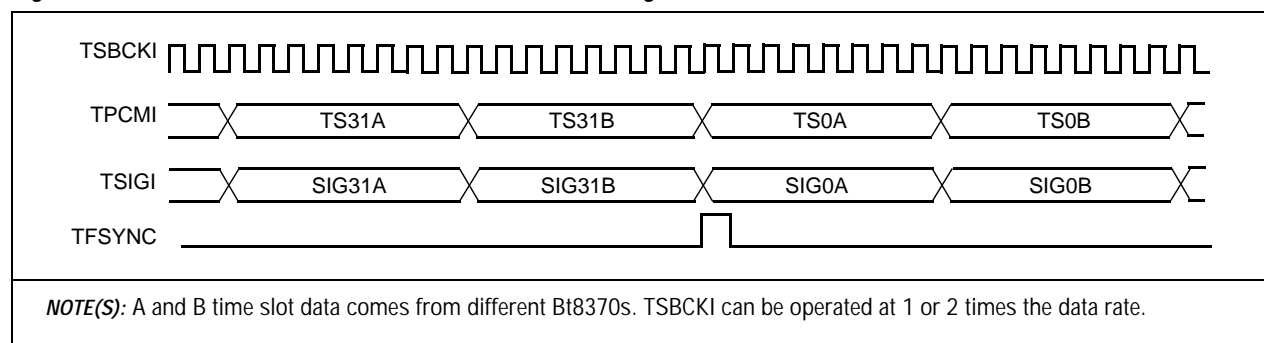 TSBCKI
TPCMI TS31A TS31B TS0A TS0B
TSIGI SIG31A SIG31B SIG0A SIG0B
TFSYNC
NOTE(S): A and B time slot data comes from different Bt8370s. TSBCKI can be operated at 1 or 2 times the data rate.